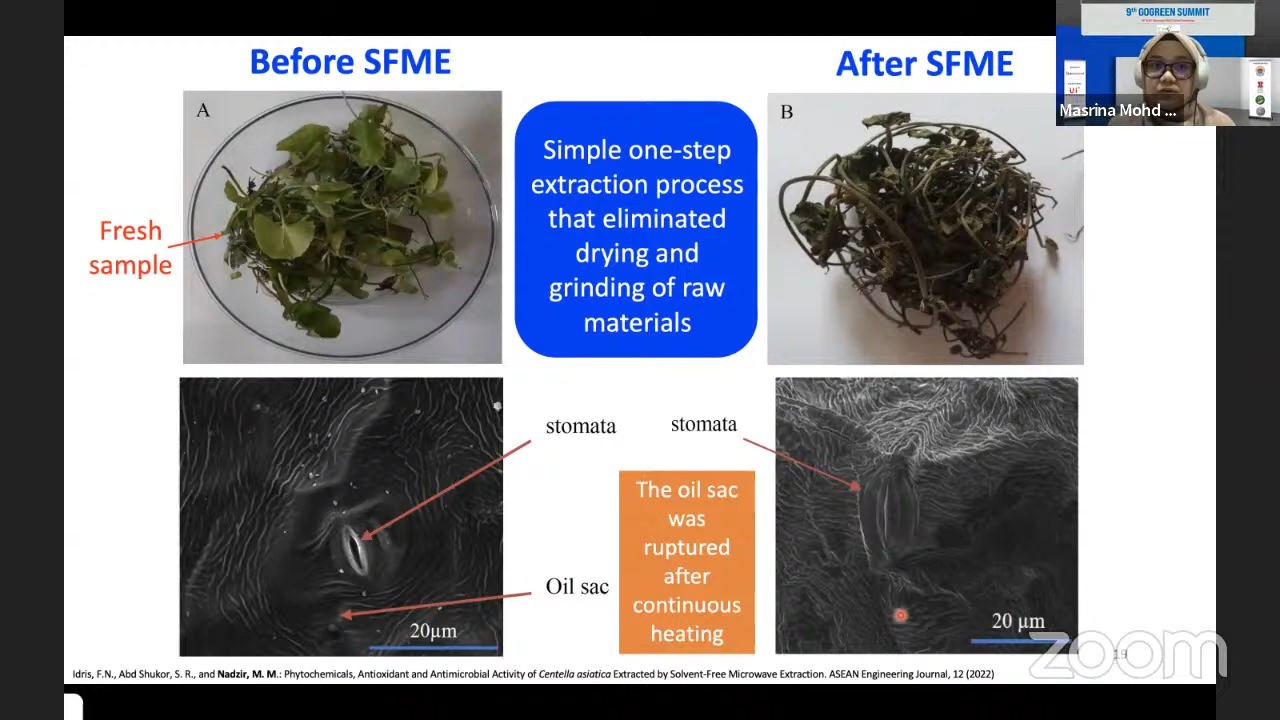 9th GOGREEN SUMMIT
Masrina Mohd ...
Before SFME
After SFME
A
B
Simple one-step
extraction process
that eliminated
drying and
grinding of raw
materials
Fresh
sample
stomata
stomata
The oil sac
was
ruptured
after
continuous
heating
Oil sac
20µm
20 µm
zoom
19
Idris, F.N., Abd Shukor, S. R., and Nadzir, M. M.: Phytochemicals, Antioxidant and Antimicrobial Activity of Centella asiatica Extracted by Solvent-Free Microwave Extraction. ASEAN Engineering Journal, 12 (2022)